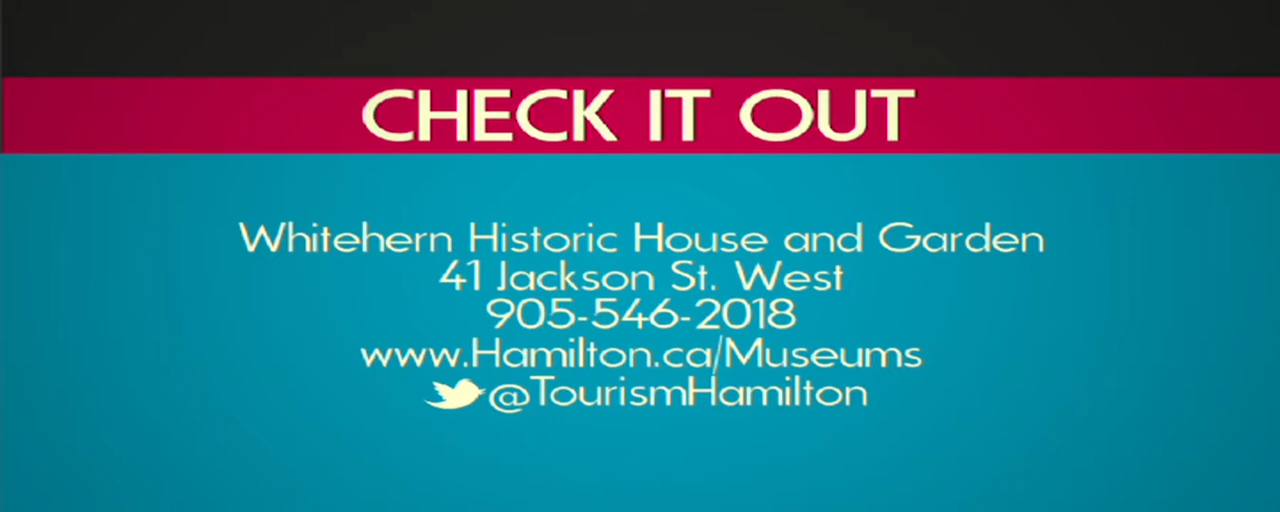 CHECK IT OUT
Whitehern Historic House and Garden
41 Jackson St. West
905-546-2018
www.Hamilton.ca/Museums
@TourismHamilton